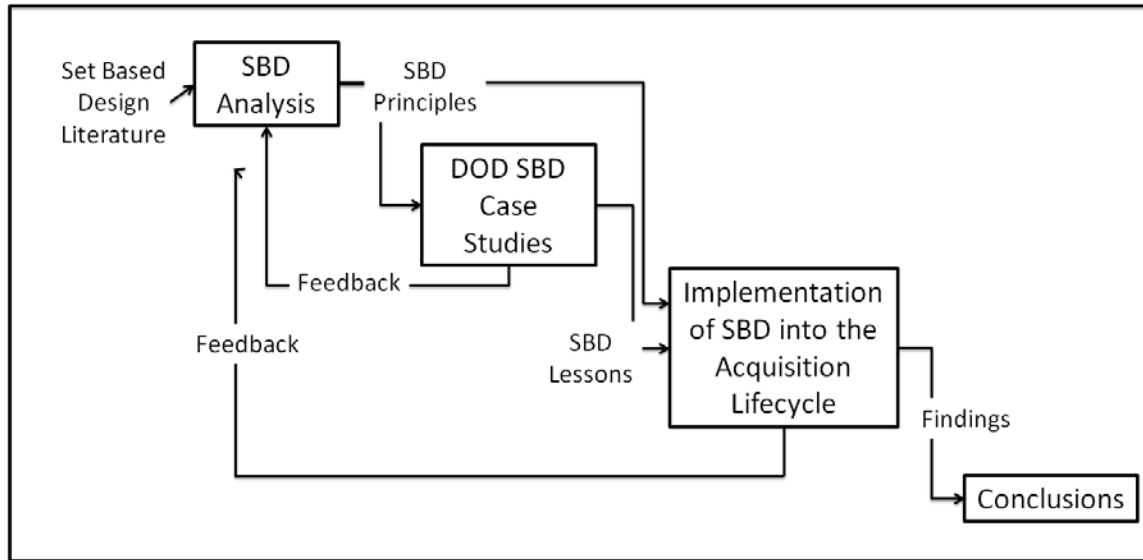 Set Based
Design
Literature
SBD
Analysis
SBD
Principles
DOD SBD
Case
Studies
Feedback
Feedback
SBD
Lessons
Implementation
of SBD into the
Acquisition
Lifecycle
Findings
Conclusions